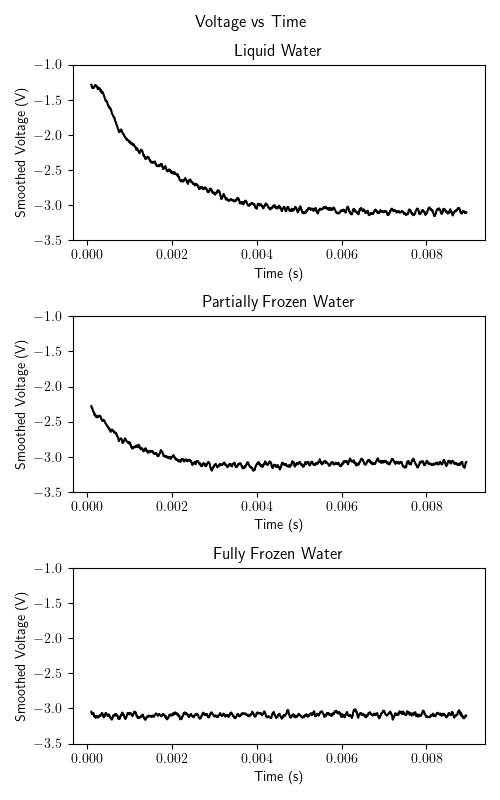 Voltage vs Time
Liquid Water
−1.0
−1.5
−2.0
−2.5
−3.0
−3.5
Smoothed Voltage (V)
0.000 0.002 0.004 0.006 0.008
Time (s)
Partially Frozen Water
−1.0
−1.5
−2.0
−2.5
−3.0
−3.5
Smoothed Voltage (V)
0.000 0.002 0.004 0.006 0.008
Time (s)
Fully Frozen Water
−1.0
−1.5
−2.0
−2.5
−3.0
−3.5
Smoothed Voltage (V)
0.000 0.002 0.004 0.006 0.008
Time (s)